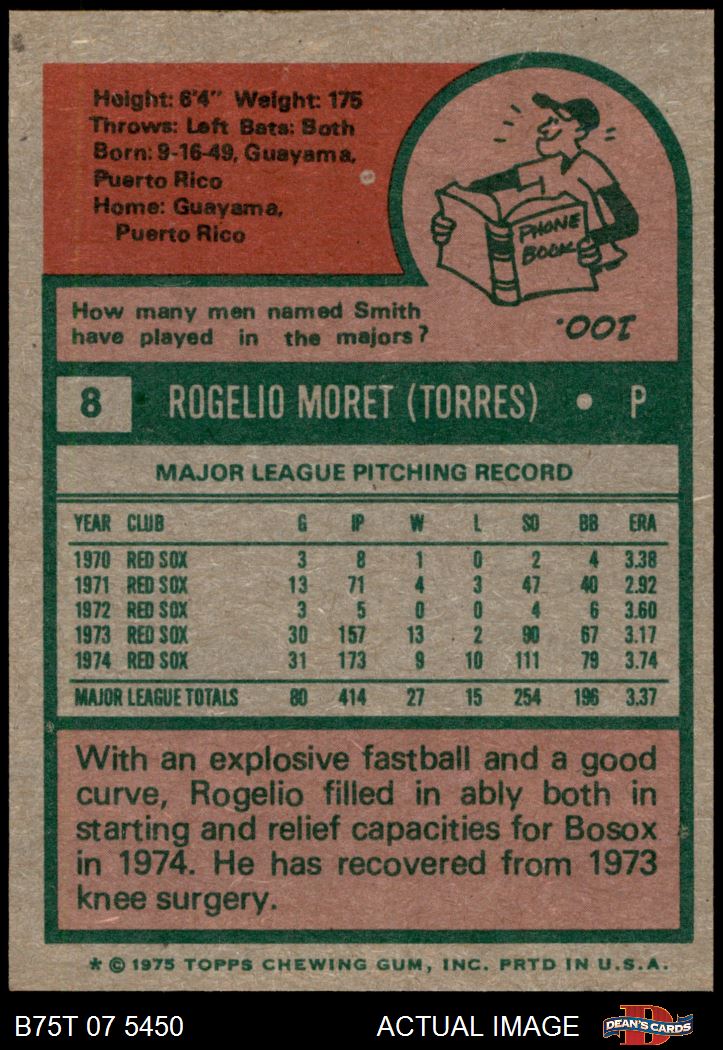 Height: 6'4" Weight: 175
Throws: Left Bats: Both
Born: 9-16-49, Guayama,
Puerto Rico
Home: Guayama,
Puerto Rico
PHONE
BOOK
How many men named Smith
have played in the majors?
100.
8 ROGELIO MORET (TORRES) • P
MAJOR LEAGUE PITCHING RECORD
YEAR CLUB G IP W L SO BB ERA
1970 RED SOX 3 8 1 0 2 4 3.38
1971 RED SOX 13 71 4 3 47 40 2.92
1972 RED SOX 3 5 0 0 4 6 3.60
1973 RED SOX 30 157 13 2 90 67 3.17
1974 RED SOX 31 173 9 10 111 79 3.74
MAJOR LEAGUE TOTALS 80 414 27 15 254 196 3.37
With an explosive fastball and a good
curve, Rogelio filled in ably both in
starting and relief capacities for Bosox
in 1974. He has recovered from 1973
knee surgery.
* © 1975 TOPPS CHEWING GUM, INC. PRTD IN U.S.A.
B75T 07 5450 ACTUAL IMAGE
D
DEAN'S CARDS